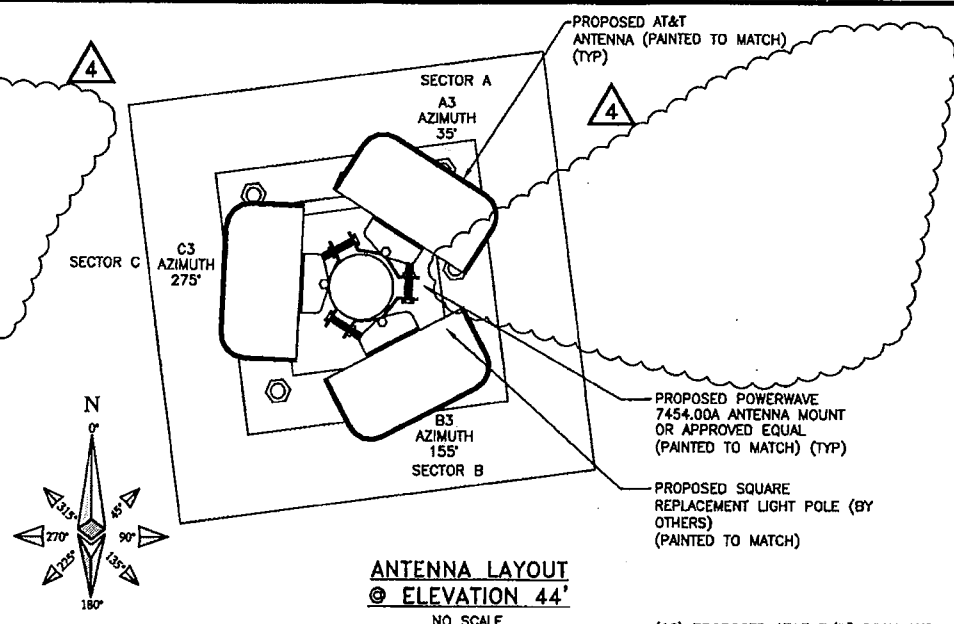 PROPOSED AT&T
ANTENNA (PAINTED TO MATCH)
(TYP)
4
4
SECTOR A
A3
AZIMUTH
35°
SECTOR C
C3
AZIMUTH
275°
B3
AZIMUTH
155°
SECTOR B
PROPOSED POWERWAVE
7454.00A ANTENNA MOUNT
OR APPROVED EQUAL
(PAINTED TO MATCH) (TYP)
PROPOSED SQUARE
REPLACEMENT LIGHT POLE (BY
OTHERS)
(PAINTED TO MATCH)
N
0°
315°
45°
270°
90°
225°
135°
180°
ANTENNA LAYOUT
@ ELEVATION 44'
NO SCALE